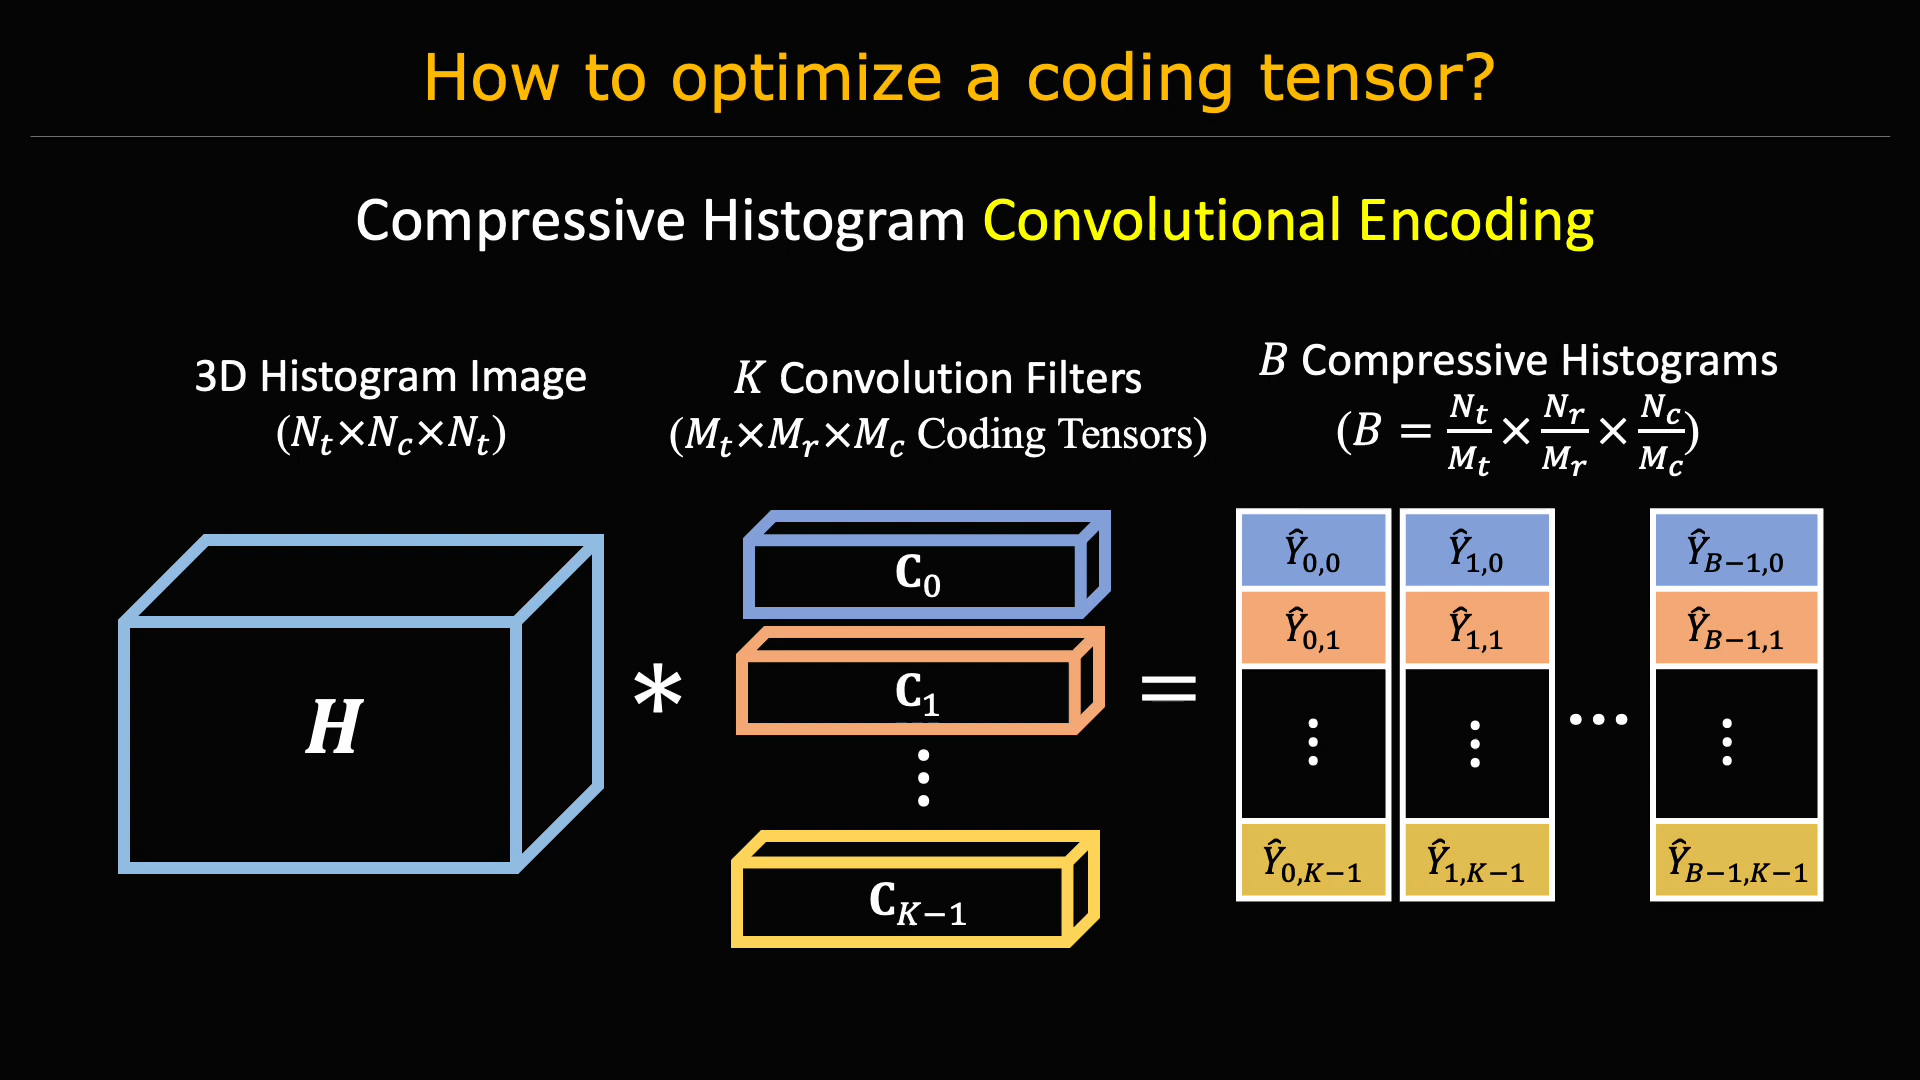 How to optimize a coding tensor?
Compressive Histogram Convolutional Encoding
3D Histogram Image
(N_t×N_c×N_t)
K Convolution Filters
(M_t×M_r×M_c Coding Tensors)
B Compressive Histograms
(B = N_t/M_t × N_r/M_r × N_c/M_c)
H
*
C_0
C_1
⋮
C_{K−1}
=
Ŷ_{0,0} Ŷ_{1,0} Ŷ_{B−1,0}
Ŷ_{0,1} Ŷ_{1,1} Ŷ_{B−1,1}
⋮ ⋮ … ⋮
Ŷ_{0,K−1} Ŷ_{1,K−1} Ŷ_{B−1,K−1}